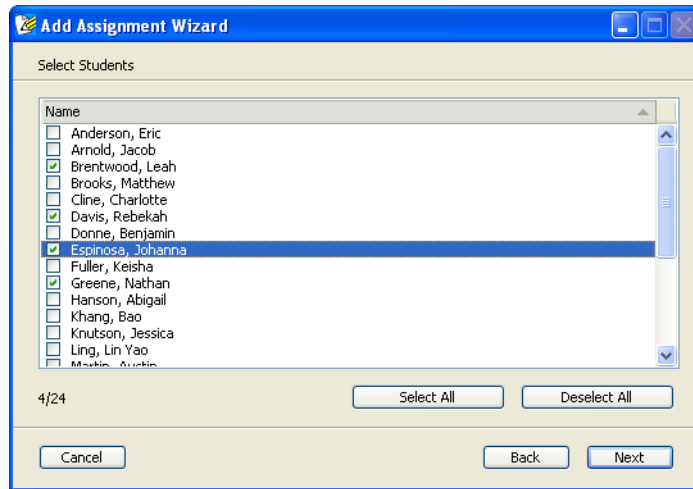 Add Assignment Wizard
Select Students
Name
Anderson, Eric
Arnold, Jacob
Brentwood, Leah
Brooks, Matthew
Cline, Charlotte
Davis, Rebekah
Donne, Benjamin
Espinosa, Johanna
Fuller, Keisha
Greene, Nathan
Hanson, Abigail
Khang, Bao
Knutson, Jessica
Ling, Lin Yao
Martin, Austin
4/24 Select All Deselect All
Cancel Back Next